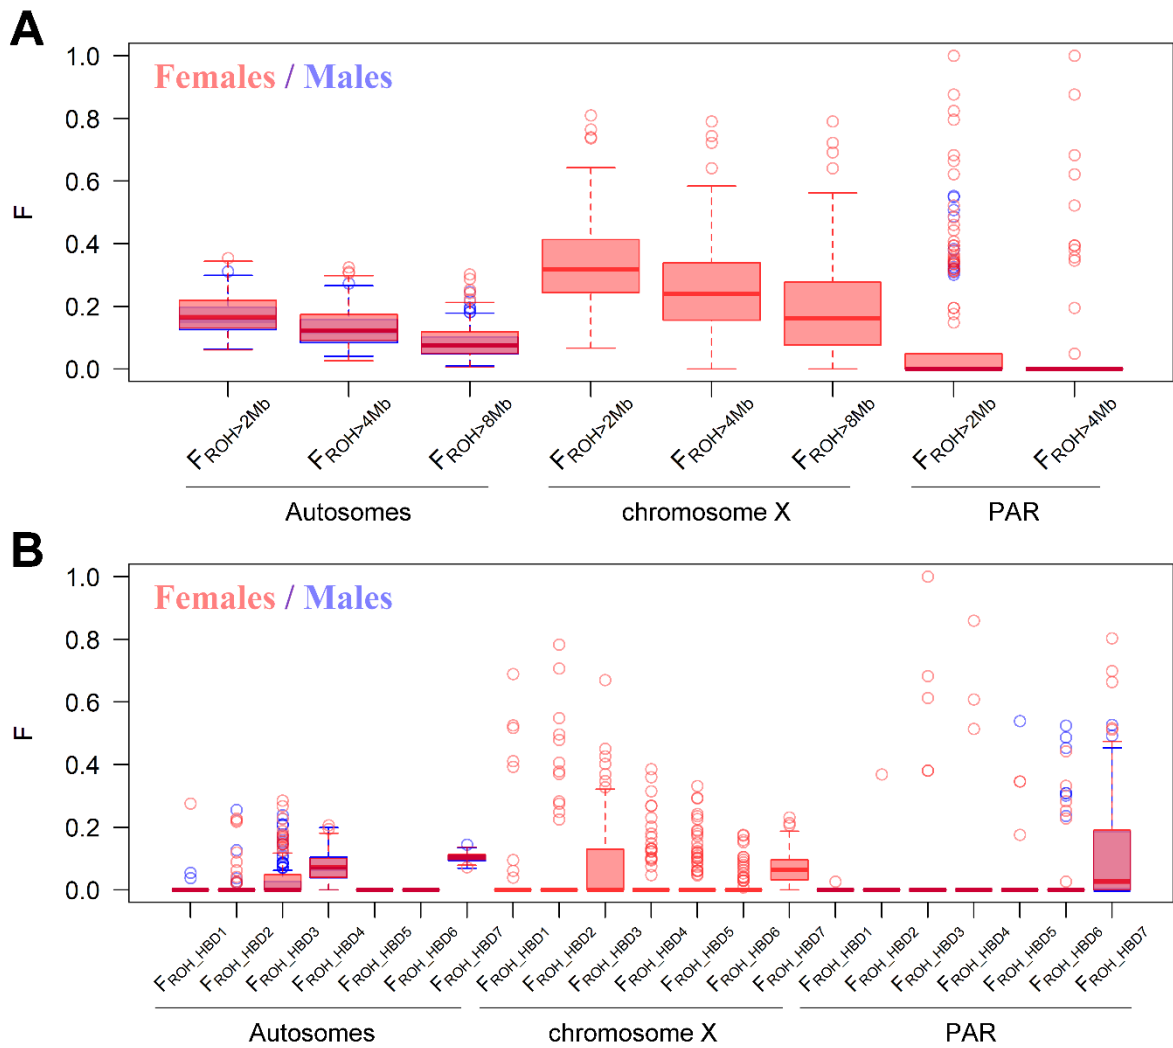 A
Females / Males
1.0
0.8
0.6
0.4
0.2
0.0
F
FROH>2Mb
FROH>4Mb
FROH>8Mb
FROH>2Mb
FROH>4Mb
FROH>8Mb
FROH>2Mb
FROH>4Mb
Autosomes
chromosome X
PAR
B
Females / Males
1.0
0.8
0.6
0.4
0.2
0.0
F
FROH_HBD1
FROH_HBD2
FROH_HBD3
FROH_HBD4
FROH_HBD5
FROH_HBD6
FROH_HBD7
FROH_HBD1
FROH_HBD2
FROH_HBD3
FROH_HBD4
FROH_HBD5
FROH_HBD6
FROH_HBD7
FROH_HBD1
FROH_HBD2
FROH_HBD3
FROH_HBD4
FROH_HBD5
FROH_HBD6
FROH_HBD7
Autosomes
chromosome X
PAR